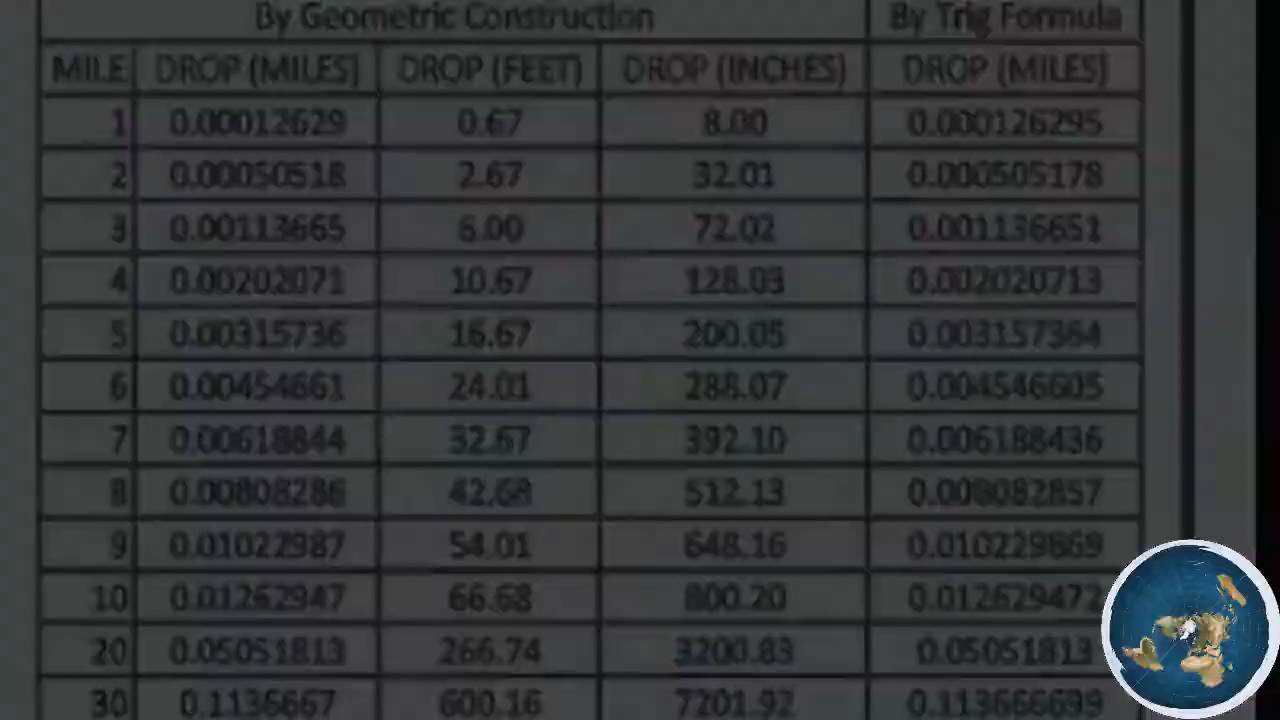 By Geometric Construction By Trig Formula
MILE DROP (MILES) DROP (FEET) DROP (INCHES) DROP (MILES)
1 0.00012629 0.67 8.00 0.000126295
2 0.00050518 2.67 32.01 0.000505178
3 0.00113665 6.00 72.02 0.001136651
4 0.00202071 10.67 128.03 0.002020713
5 0.00315736 16.67 200.05 0.003157364
6 0.00454661 24.01 288.07 0.004546605
7 0.00618844 32.67 392.10 0.006188436
8 0.00808286 42.68 512.13 0.008082857
9 0.01022987 54.01 648.16 0.010229869
10 0.01262947 66.68 800.20 0.012629472
20 0.05051813 266.74 3200.83 0.05051813
30 0.1136667 600.16 7201.92 0.113666699